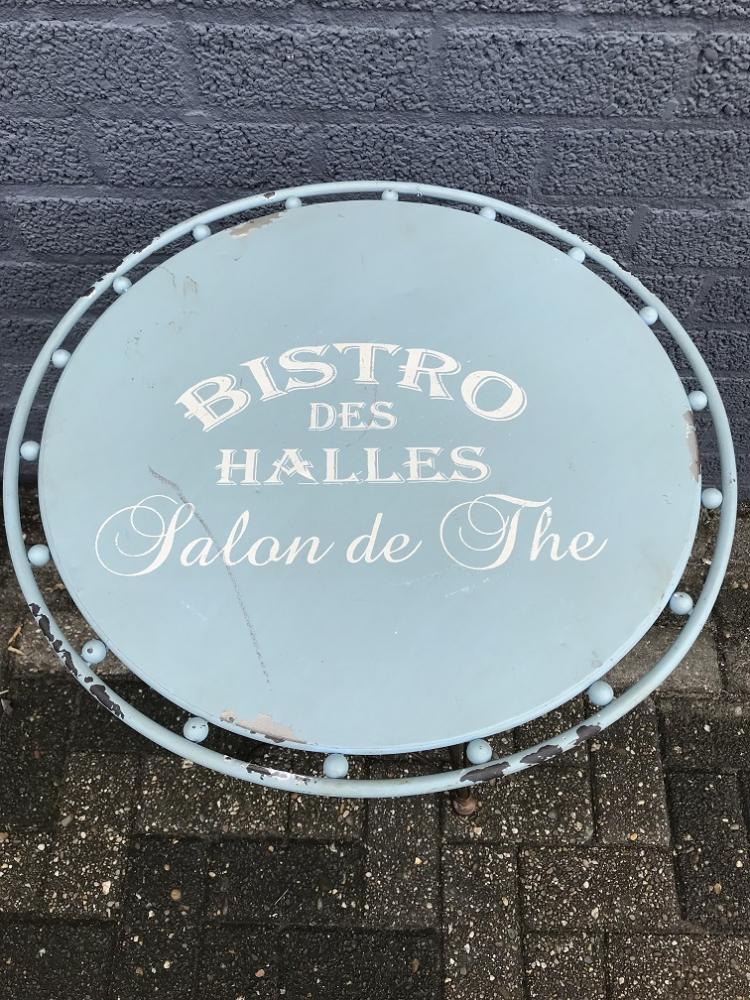 BISTRO
DES
HALLES
Salon de The